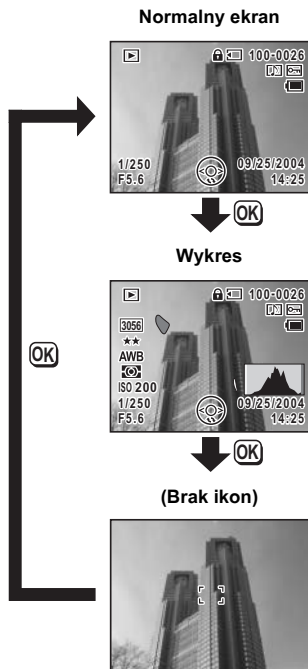 Normalny ekran
100-0026
1/250 09/25/2004
F5.6 14:25
OK
Wykres
100-0026
3056
AWB
ISO 200
1/250 09/25/2004
F5.6 14:25
OK
OK
(Brak ikon)